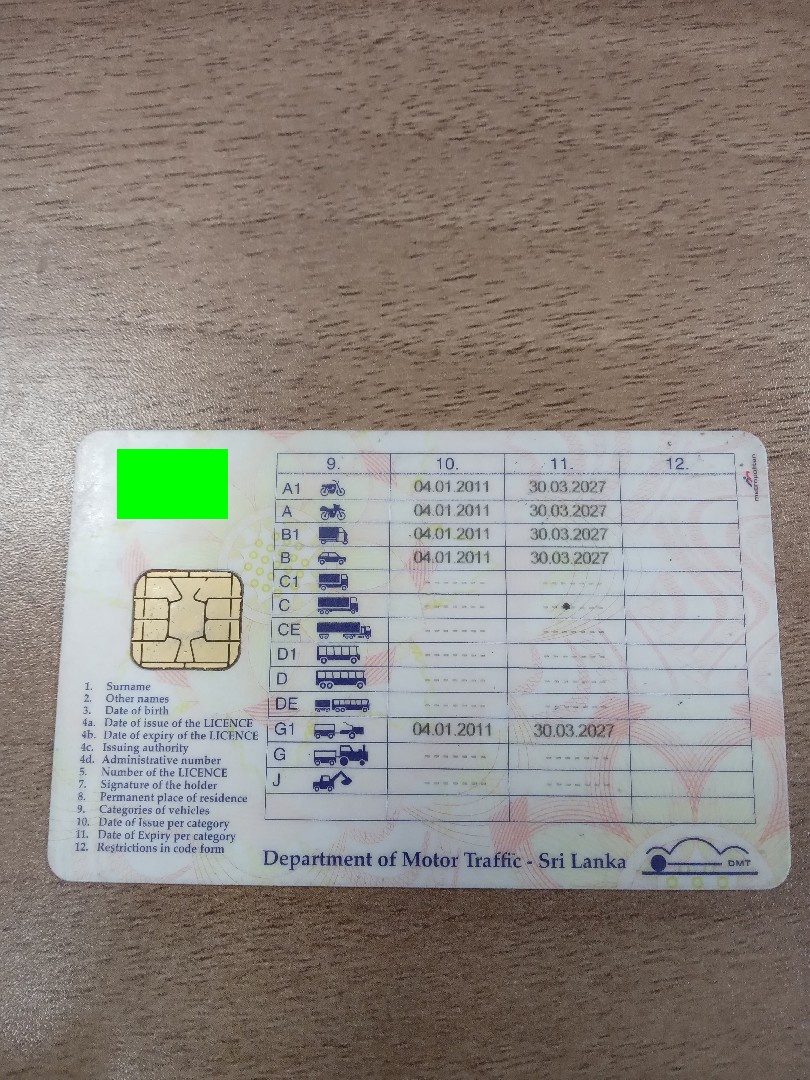 9. 10. 11. 12.
A1 04.01.2011 30.03.2027
A 04.01.2011 30.03.2027
B1 04.01.2011 30.03.2027
B 04.01.2011 30.03.2027
C1 ------- -------
C ------- -------
CE ------- -------
D1 ------- -------
D ------- -------
DE ------- -------
G1 04.01.2011 30.03.2027
G ------- -------
J ------- -------
1. Surname
2. Other names
3. Date of birth
4a. Date of issue of the LICENCE
4b. Date of expiry of the LICENCE
4c. Issuing authority
4d. Administrative number
5. Number of the LICENCE
7. Signature of the holder
8. Permanent place of residence
9. Categories of vehicles
10. Date of Issue per category
11. Date of Expiry per category
12. Restrictions in code form
Department of Motor Traffic - Sri Lanka
DMT
metropolitan